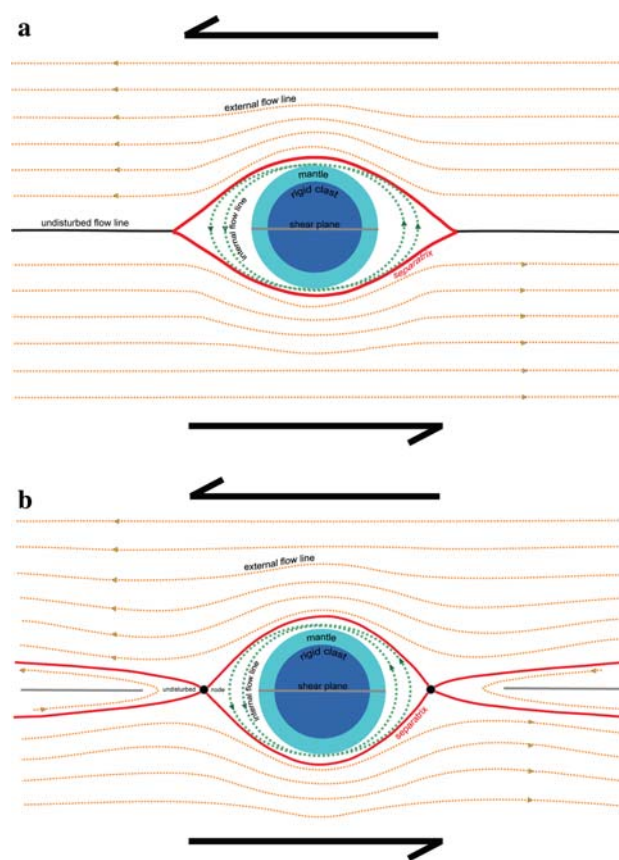 a
external flow line
mantle
rigid clast
internal flow line
shear plane
undisturbed flow line
separatrix
b
external flow line
mantle
rigid clast
internal flow line
undisturbed node
shear plane
separatrix